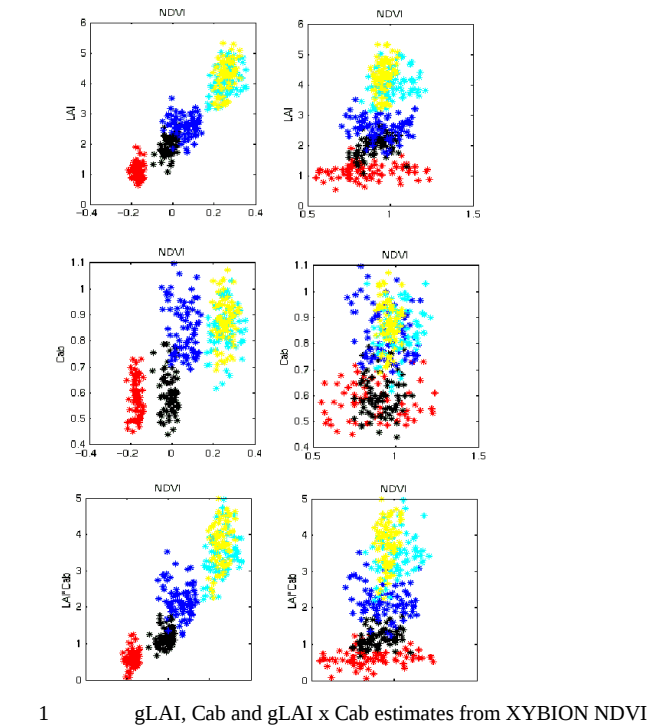 NDVI NDVI
6 6
5 5
4 4
LAI 3 LAI 3
2 2
1 1
0 0
−0.4 −0.2 0 0.2 0.4 0.5 1 1.5
NDVI NDVI
1.1 1.1
1 1
0.9 0.9
0.8 0.8
Cab 0.7 Cab 0.7
0.6 0.6
0.5 0.5
0.4 0.4
−0.4 −0.2 0 0.2 0.4 0.5 1 1.5
NDVI NDVI
5 5
4 4
3 3
LAI*Cab LAI*Cab
2 2
1 1
0 0
1 gLAI, Cab and gLAI x Cab estimates from XYBION NDVI